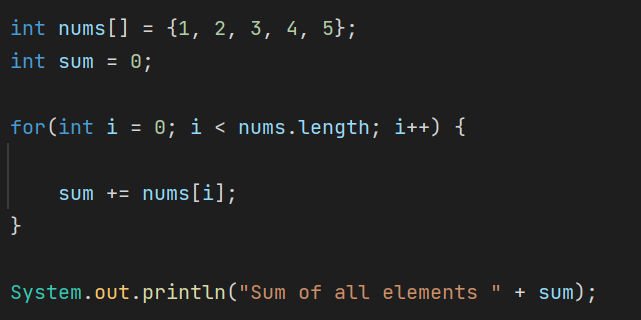 int nums[] = {1, 2, 3, 4, 5};
int sum = 0;
for(int i = 0; i < nums.length; i++) {
sum += nums[i];
}
System.out.println("Sum of all elements " + sum);